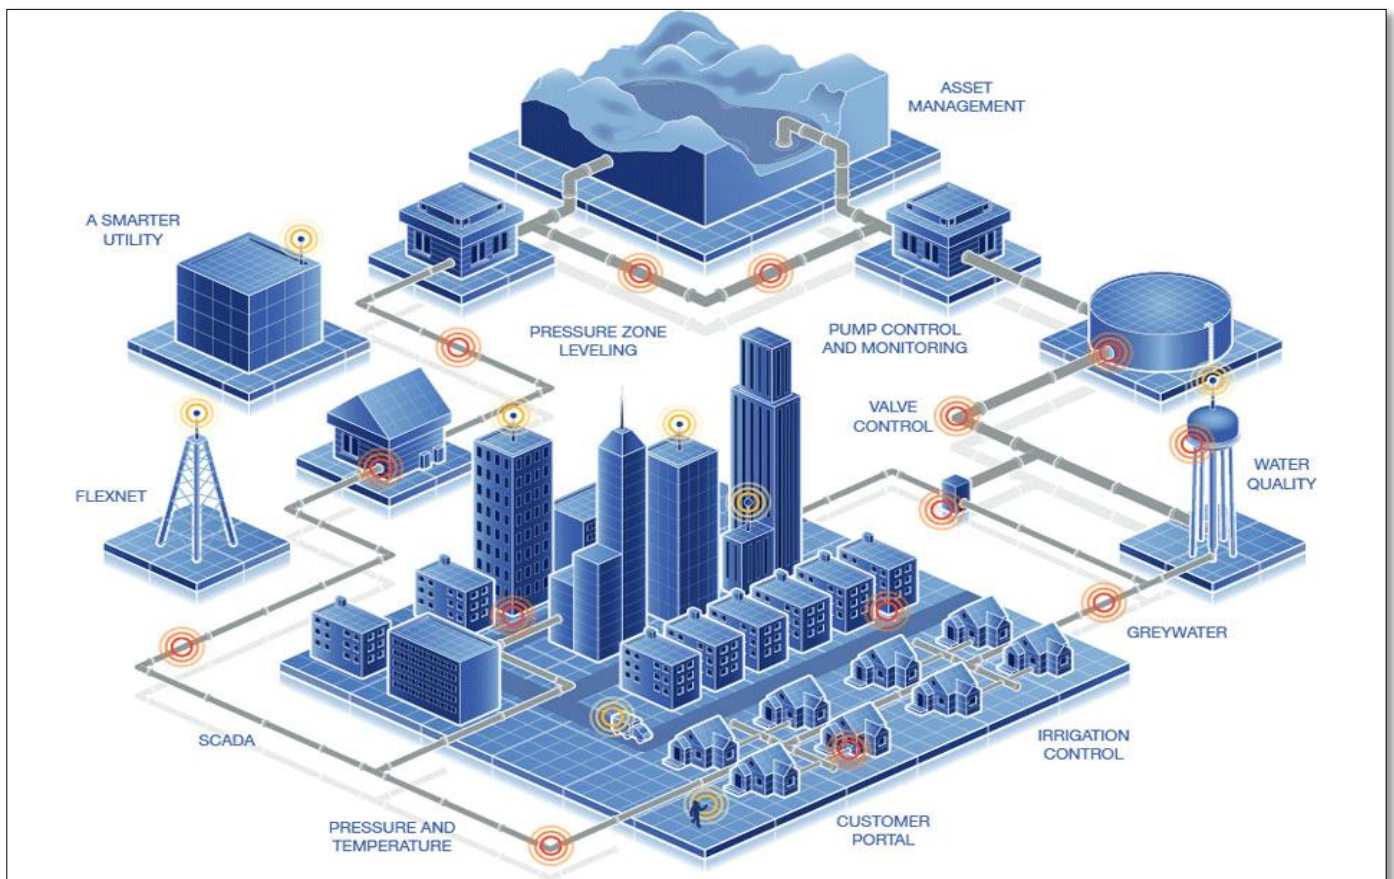 ASSET
MANAGEMENT
A SMARTER
UTILITY
PRESSURE ZONE
LEVELING
PUMP CONTROL
AND MONITORING
VALVE
CONTROL
FLEXNET
WATER
QUALITY
GREYWATER
SCADA
IRRIGATION
CONTROL
PRESSURE AND
TEMPERATURE
CUSTOMER
PORTAL